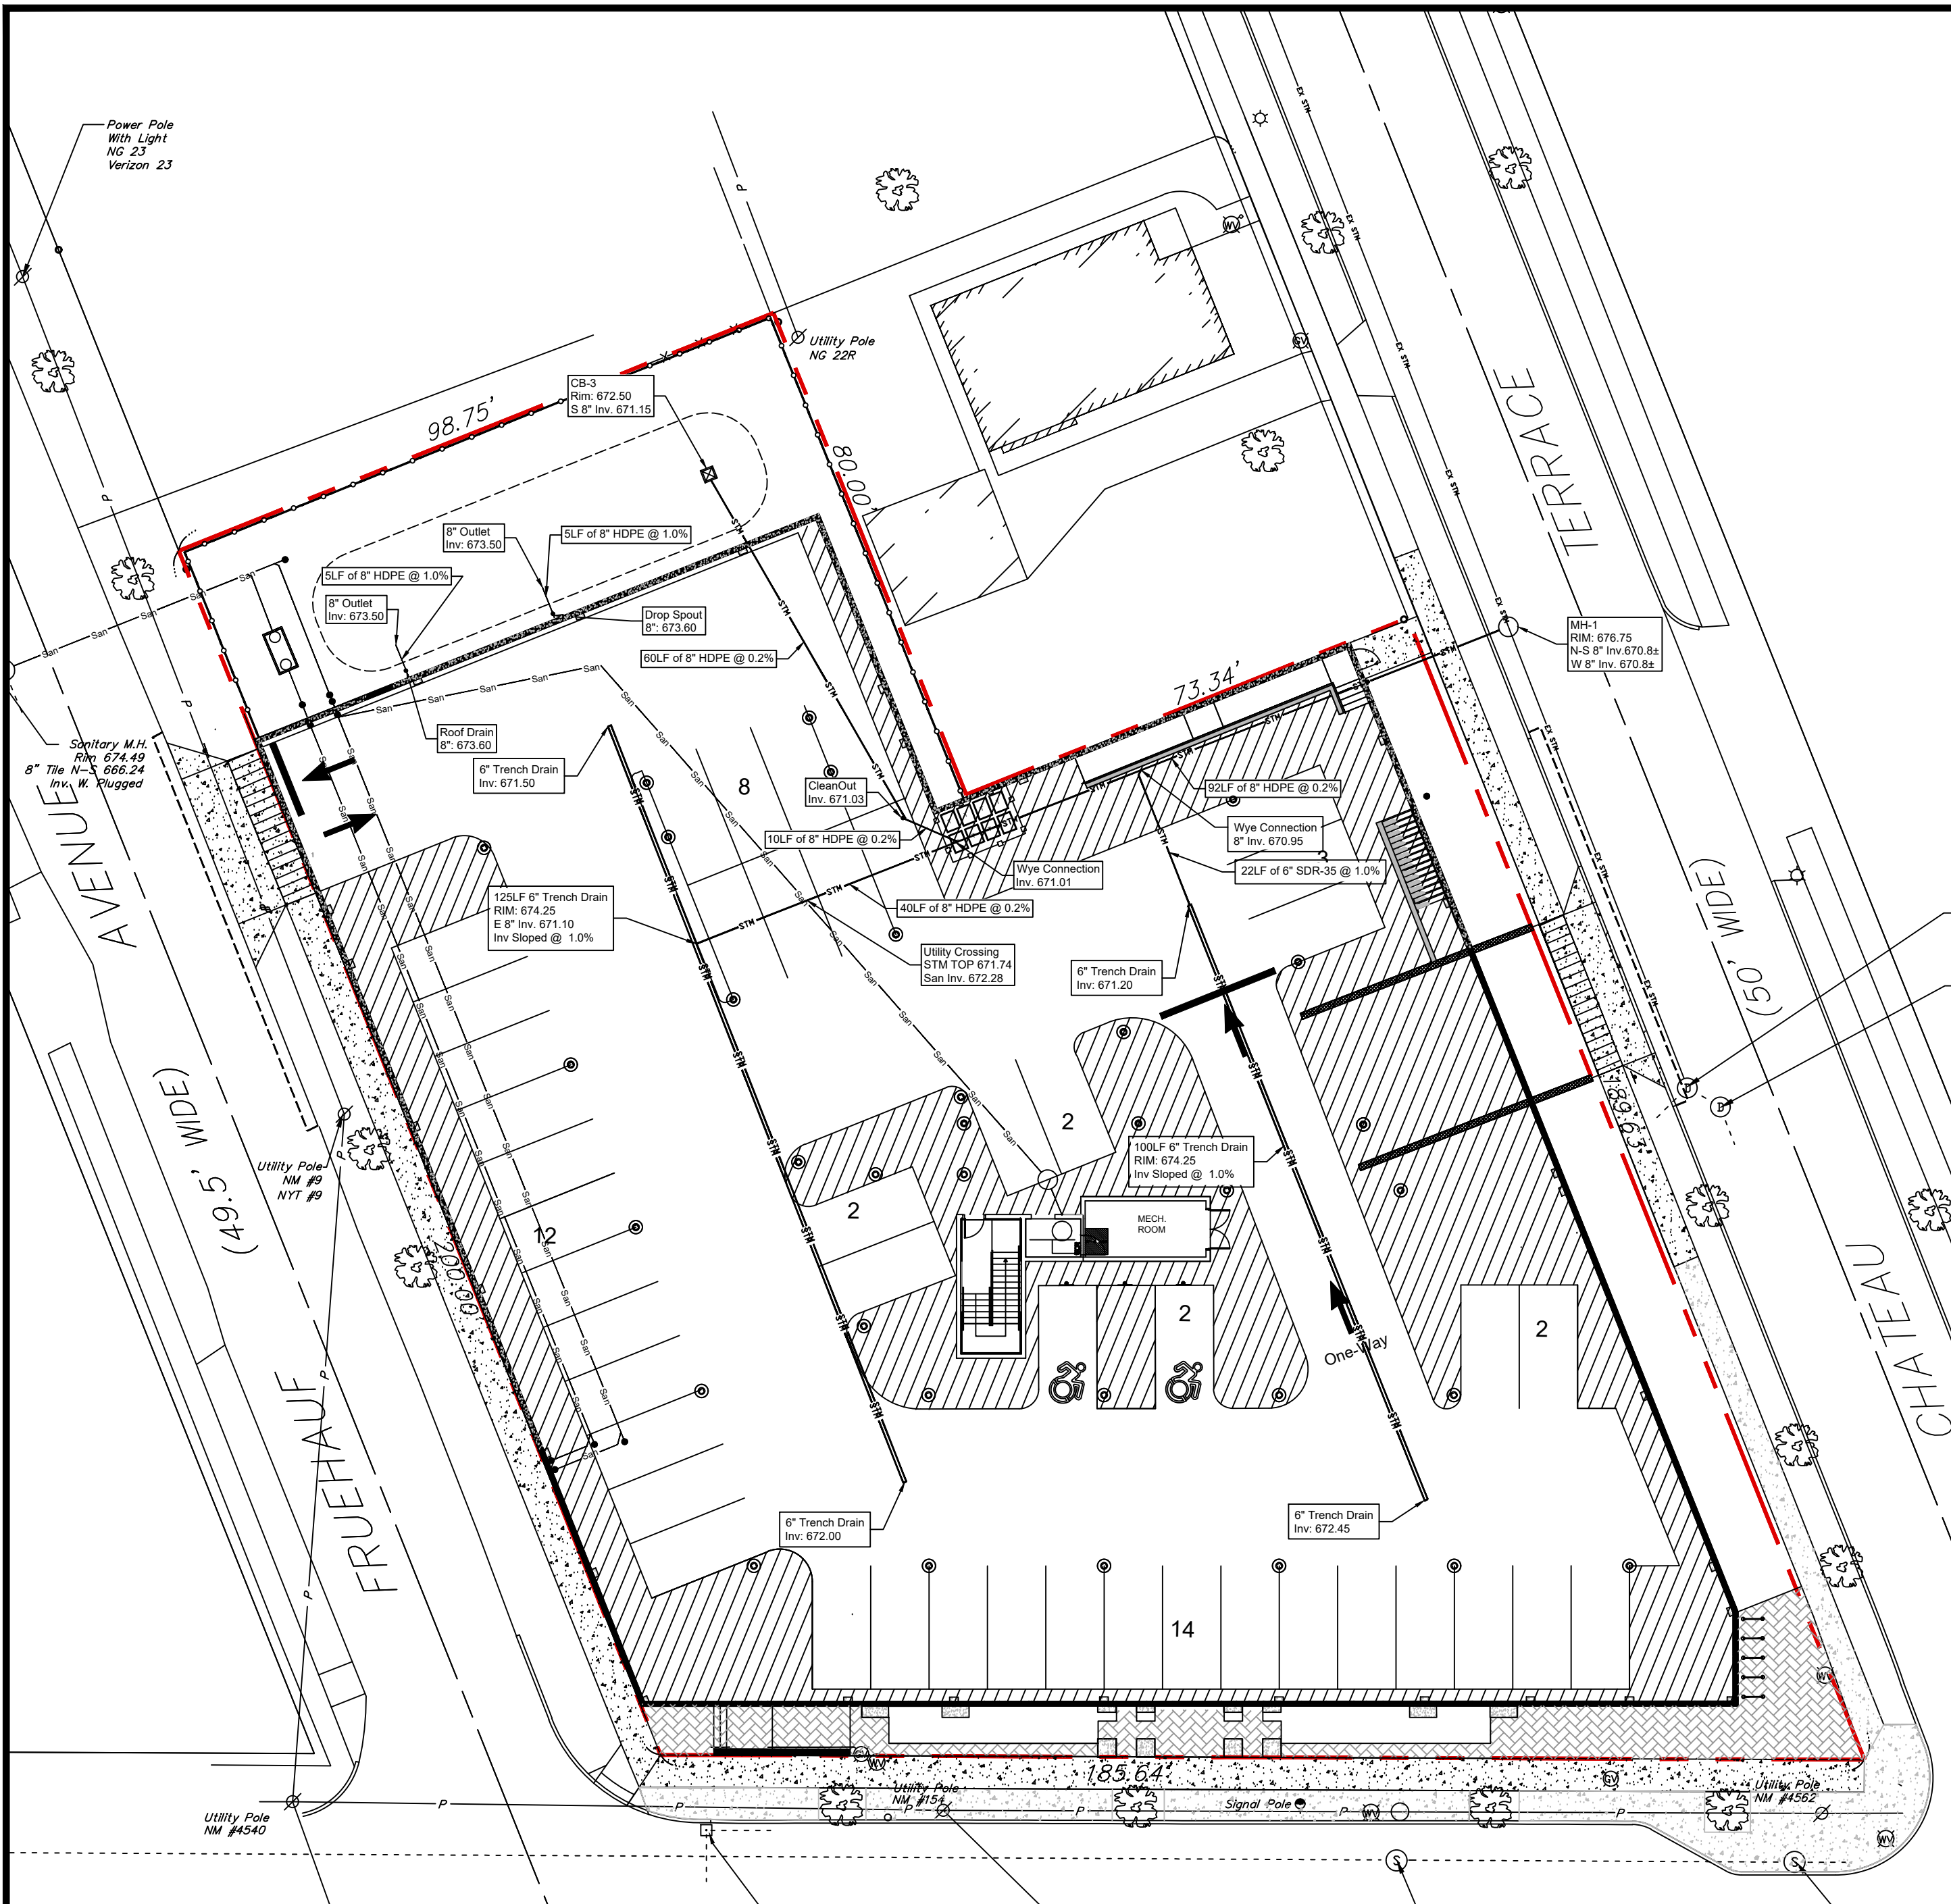 Power Pole
With Light
NG 23
Verizon 23
P
Utility Pole
NG 22R
CB-3
Rim: 672.50
S 8" Inv. 671.15
98.75'
80.00'
8" Outlet
Inv: 673.50
5LF of 8" HDPE @ 1.0%
5LF of 8" HDPE @ 1.0%
8" Outlet
Inv: 673.50
Drop Spout
8": 673.60
60LF of 8" HDPE @ 0.2%
MH-1
RIM: 676.75
N-S 8" Inv.670.8±
W 8" Inv. 670.8±
73.34'
Roof Drain
8": 673.60
Sanitary M.H.
Rim 674.49
8" Tile N-S 666.24
Inv. W. Plugged
6" Trench Drain
Inv: 671.50
8
CleanOut
Inv. 671.03
92LF of 8" HDPE @ 0.2%
10LF of 8" HDPE @ 0.2%
Wye Connection
8" Inv. 670.95
3
Wye Connection
Inv. 671.01
22LF of 6" SDR-35 @ 1.0%
125LF 6" Trench Drain
RIM: 674.25
E 8" Inv. 671.10
Inv Sloped @ 1.0%
40LF of 8" HDPE @ 0.2%
Utility Crossing
STM TOP 671.74
San Inv. 672.28
6" Trench Drain
Inv: 671.20
2
100LF 6" Trench Drain
RIM: 674.25
Inv Sloped @ 1.0%
189.63'
Utility Pole
NM #9
NYT #9
2
MECH.
ROOM
12
200.00'
2
2
One-Way
6" Trench Drain
Inv: 672.00
6" Trench Drain
Inv: 672.45
14
185.64'
Utility Pole
NM #154
Signal Pole
Utility Pole
NM #4562
Utility Pole
NM #4540
FRUEHAUF AVENUE
(49.5' WIDE)
CHATEAU TERRACE
(50' WIDE)
San
STM
EX STM
WV
GV
D
S